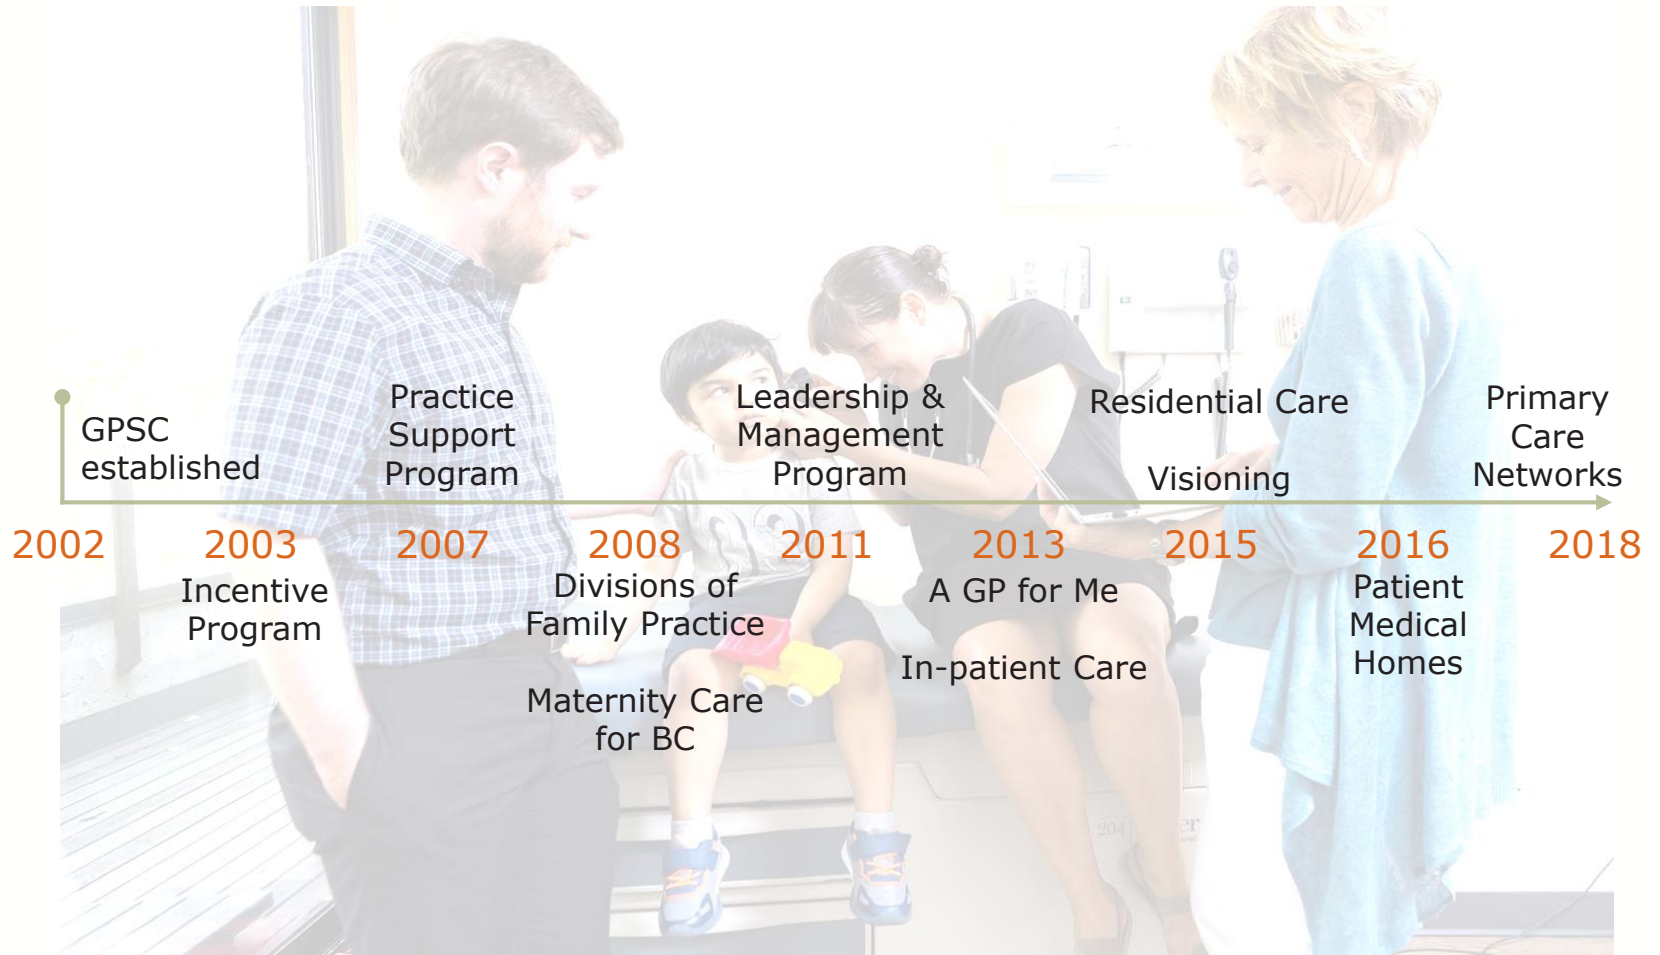 GPSC
established
Practice
Support
Program
Leadership &
Management
Program
Residential Care
Visioning
Primary
Care
Networks
2002 2003 2007 2008 2011 2013 2015 2016 2018
Incentive
Program
Divisions of
Family Practice
Maternity Care
for BC
A GP for Me
In-patient Care
Patient
Medical
Homes
204